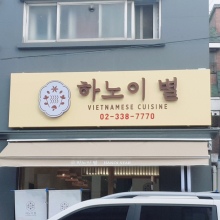 하노이 별
VIETNAMESE CUISINE
02-338-7770